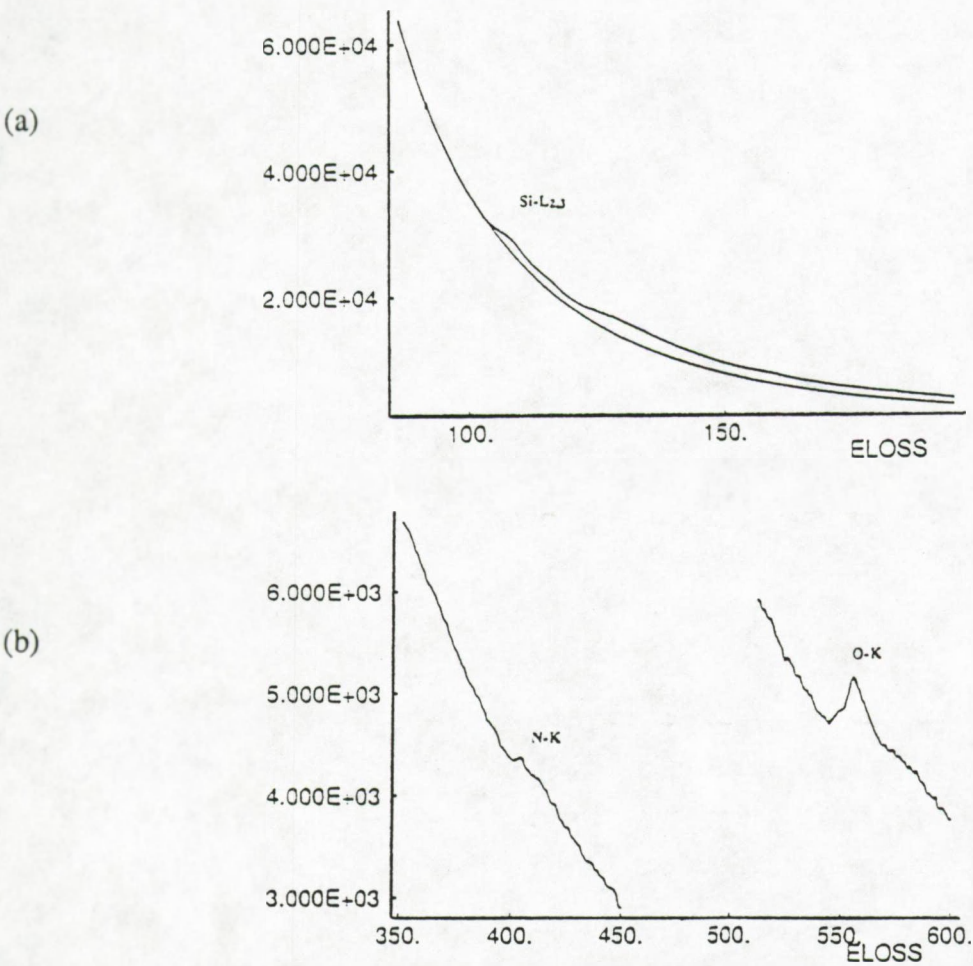 6.000E+04
(a)
4.000E+04
Si-L2,3
2.000E+04
100.
150.
ELOSS
6.000E+03
(b)
O-K
5.000E+03
N-K
4.000E+03
3.000E+03
350.
400.
450.
500.
550.
600.
ELOSS